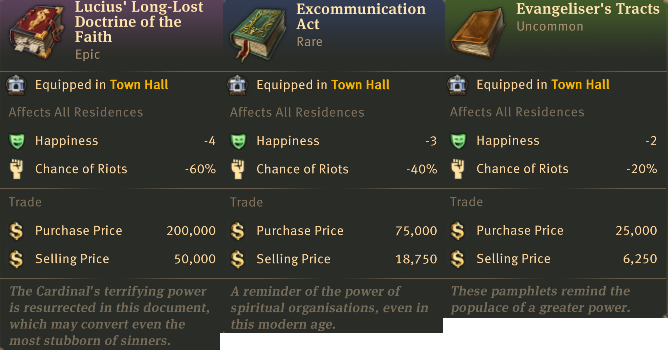 Lucius' Long-Lost
Doctrine of the
Faith
Epic
Equipped in Town Hall
Affects All Residences
Happiness -4
Chance of Riots -60%
Trade
Purchase Price 200,000
Selling Price 50,000
The Cardinal's terrifying power
is resurrected in this document,
which may convert even the
most stubborn of sinners.
Excommunication
Act
Rare
Equipped in Town Hall
Affects All Residences
Happiness -3
Chance of Riots -40%
Trade
Purchase Price 75,000
Selling Price 18,750
A reminder of the power of
spiritual organisations, even in
this modern age.
Evangeliser's Tracts
Uncommon
Equipped in Town Hall
Affects All Residences
Happiness -2
Chance of Riots -20%
Trade
Purchase Price 25,000
Selling Price 6,250
These pamphlets remind the
populace of a greater power.